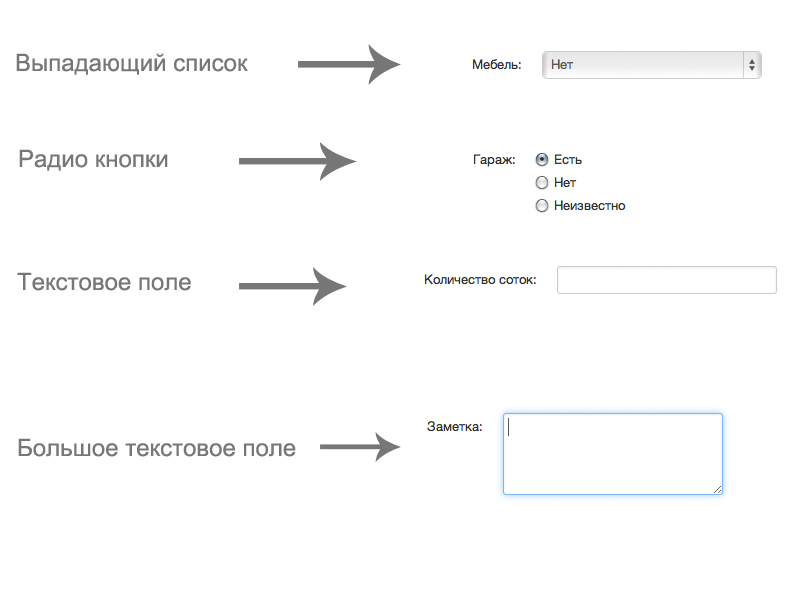 Выпадающий список
Мебель: Нет
Радио кнопки
Гараж: Есть
Нет
Неизвестно
Текстовое поле
Количество соток:
Заметка:
Большое текстовое поле